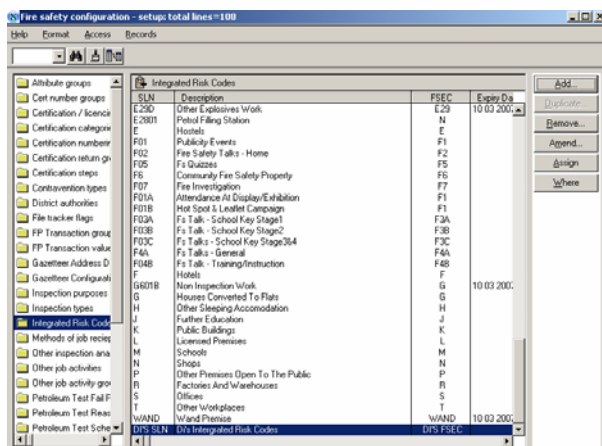 Fire safety configuration - setup: total lines=100
Help Format Access Records
Attribute groups
Cert number groups
Certification / licencin
Certification categorie
Certification numberin
Certification return gr
Certification steps
Contravention types
District authorities
File tracker flags
FP Transaction group
FP Transaction value
Gazetteer Address D
Gazetteer Configurati
Inspection purposes
Inspection types
Integrated Risk Code
Methods of job reciep
Other inspection ana
Other job activities
Other job activity grou
Petroleum Test Fail F
Petroleum Test Reas
Petroleum Test Sche
Integrated Risk Codes
SLN Description FSEC Expiry Da
E29D Other Explosives Work E29 10 03 200
E2801 Petrol Filling Station N
E Hostels E
F01 Publicity Events F1
F02 Fire Safety Talks - Home F2
F05 Fs Quizzes F5
F6 Community Fire Safety Property F6
F07 Fire Investigation F7
F01A Attendance At Display/Exhibition F1
F01B Hot Spot & Leaflet Campaign F1
F03A Fs Talk - School Key Stage1 F3A
F03B Fs Talk - School Key Stage2 F3B
F03C Fs Talks - School Key Stage3&4 F3C
F4A Fs Talks - General F4A
F04B Fs Talk - Training/Instruction F4B
F Hotels F
G601B Non Inspection Work G 10 03 200
G Houses Converted To Flats G
H Other Sleeping Accomodation H
J Further Education J
K Public Buildings K
L Licensed Premises L
M Schools M
N Shops N
P Other Premises Open To The Public P
R Factories And Warehouses R
S Offices S
T Other Workplaces T
WAND Wand Premise WAND 10 03 200
DI'S SLN Di's Intergrated Risk Codes DI'S FSEC
Add...
Duplicate...
Remove...
Amend...
Assign
Where